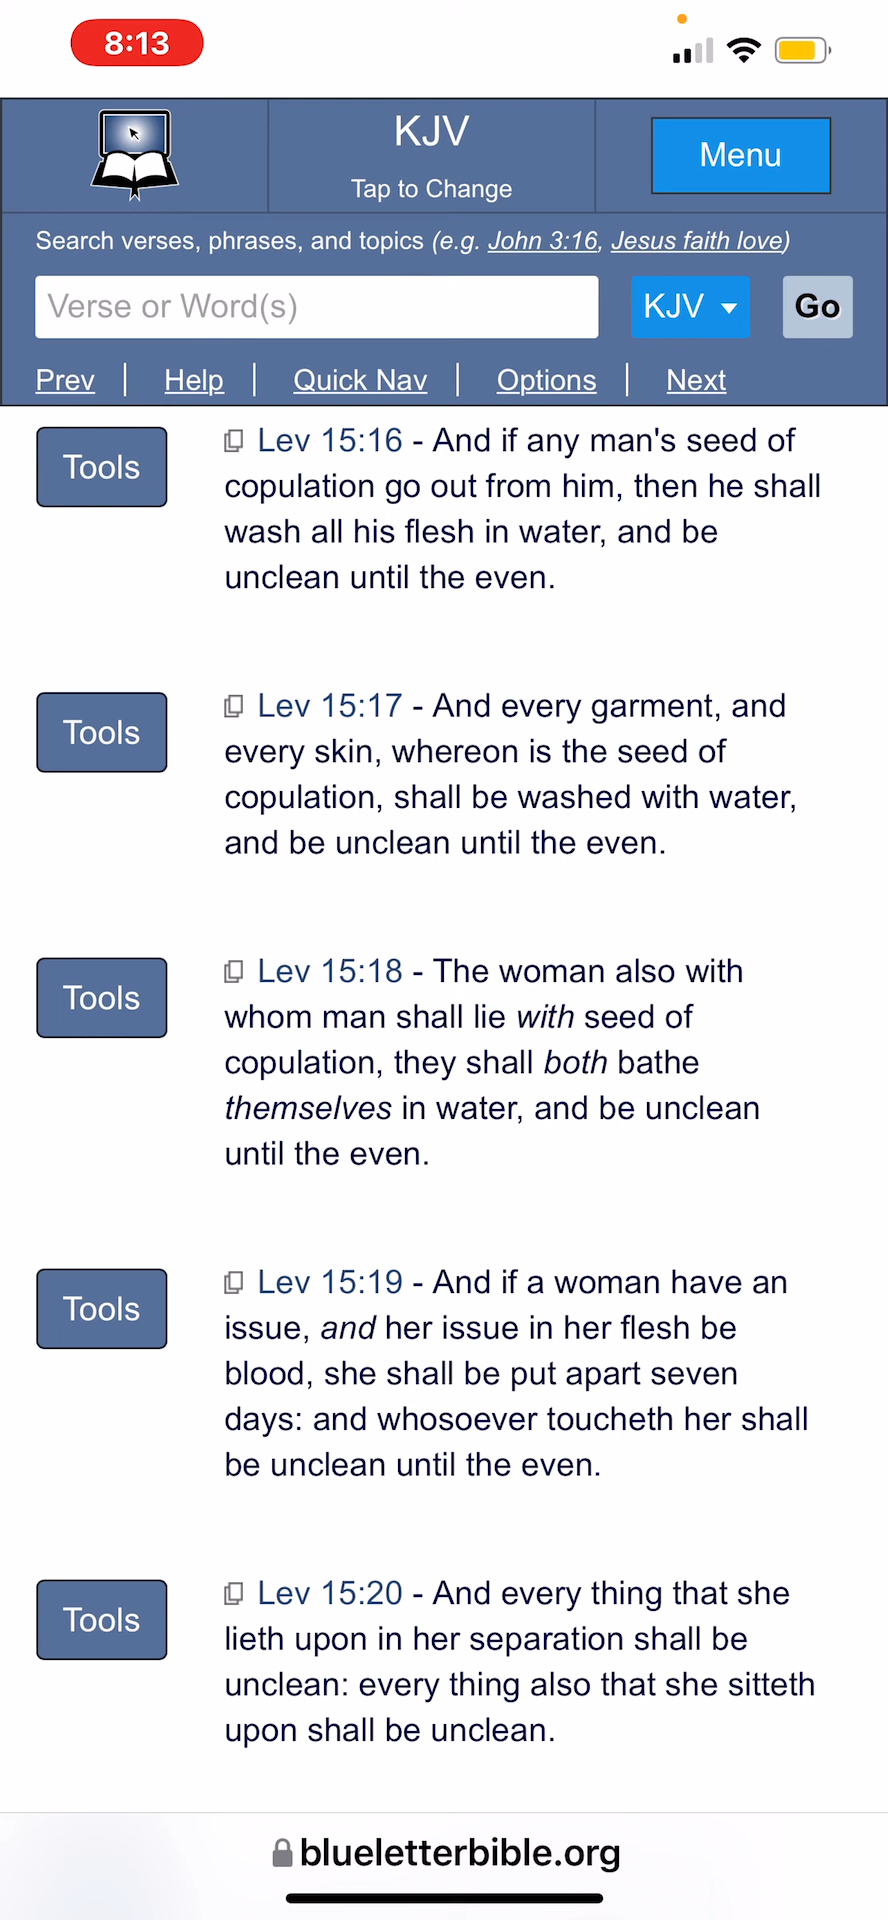 8:13
KJV
Tap to Change
Menu
Search verses, phrases, and topics (e.g. John 3:16, Jesus faith love)
Verse or Word(s)
KJV
Go
Prev | Help | Quick Nav | Options | Next
Tools
Lev 15:16 - And if any man's seed of
copulation go out from him, then he shall
wash all his flesh in water, and be
unclean until the even.
Tools
Lev 15:17 - And every garment, and
every skin, whereon is the seed of
copulation, shall be washed with water,
and be unclean until the even.
Tools
Lev 15:18 - The woman also with
whom man shall lie with seed of
copulation, they shall both bathe
themselves in water, and be unclean
until the even.
Tools
Lev 15:19 - And if a woman have an
issue, and her issue in her flesh be
blood, she shall be put apart seven
days: and whosoever toucheth her shall
be unclean until the even.
Tools
Lev 15:20 - And every thing that she
lieth upon in her separation shall be
unclean: every thing also that she sitteth
upon shall be unclean.
blueletterbible.org